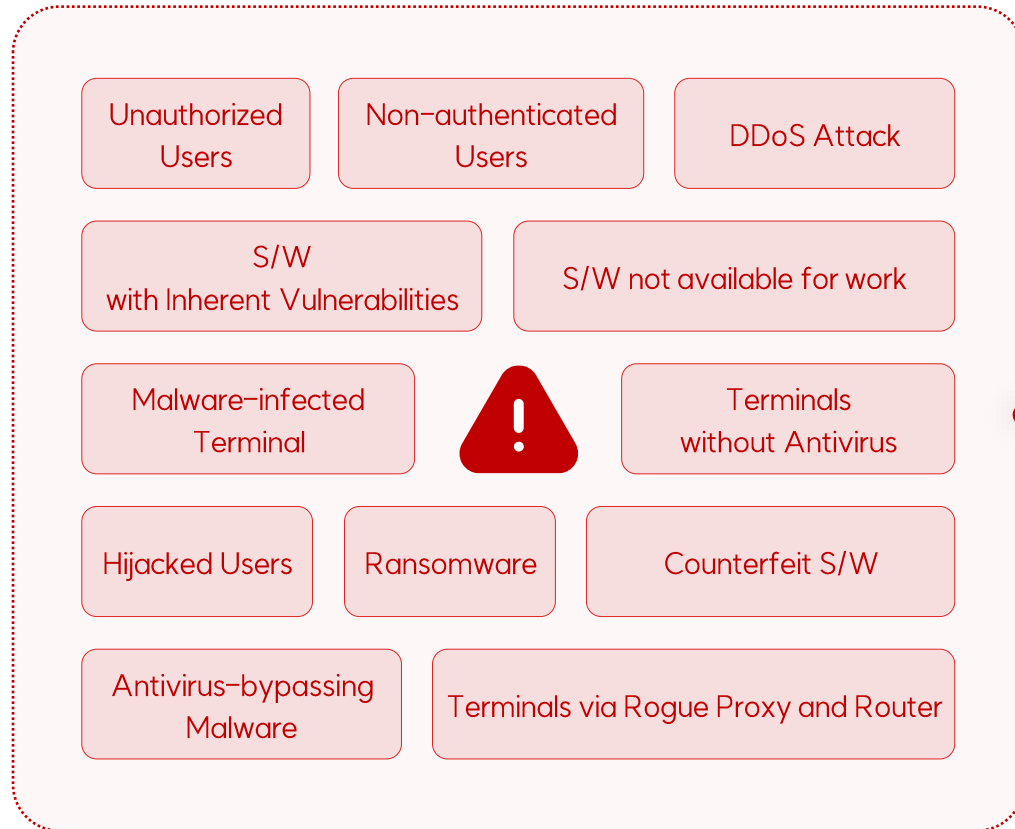 Unauthorized
Users
Non-authenticated
Users
DDoS Attack
S/W
with Inherent Vulnerabilities
S/W not available for work
Malware-infected
Terminal
Terminals
without Antivirus
Hijacked Users
Ransomware
Counterfeit S/W
Antivirus-bypassing
Malware
Terminals via Rogue Proxy and Router